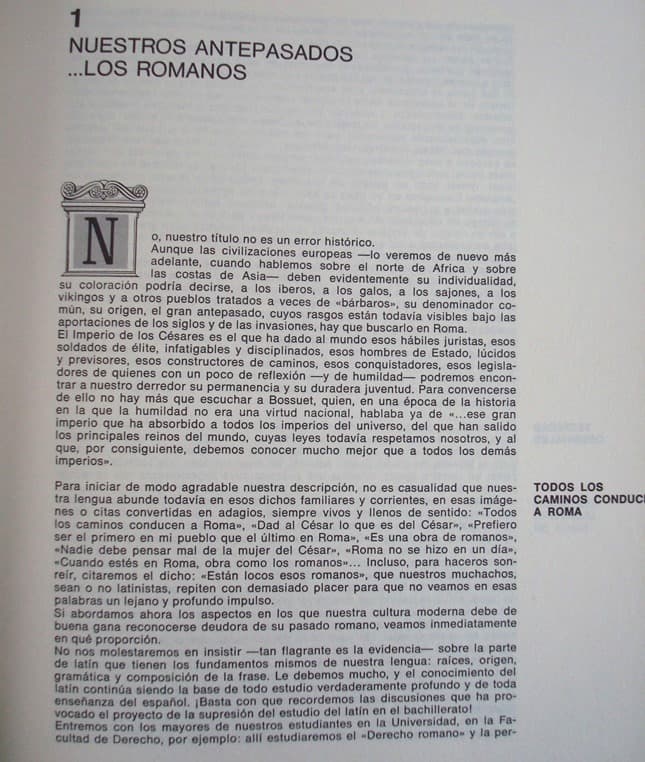 1
NUESTROS ANTEPASADOS
...LOS ROMANOS
No, nuestro título no es un error histórico.
Aunque las civilizaciones europeas —lo veremos de nuevo más
adelante, cuando hablemos sobre el norte de Africa y sobre
las costas de Asia— deben evidentemente su individualidad,
su coloración podría decirse, a los iberos, a los galos, a los sajones, a los
vikingos y a otros pueblos tratados a veces de «bárbaros», su denominador co-
mún, su origen, el gran antepasado, cuyos rasgos están todavía visibles bajo las
aportaciones de los siglos y de las invasiones, hay que buscarlo en Roma.
El Imperio de los Césares es el que ha dado al mundo esos hábiles juristas, esos
soldados de élite, infatigables y disciplinados, esos hombres de Estado, lúcidos
y previsores, esos constructores de caminos, esos conquistadores, esos legisla-
dores de quienes con un poco de reflexión —y de humildad— podremos encon-
trar a nuestro derredor su permanencia y su duradera juventud. Para convencerse
de ello no hay más que escuchar a Bossuet, quien, en una época de la historia
en la que la humildad no era una virtud nacional, hablaba ya de «...ese gran
imperio que ha absorbido a todos los imperios del universo, del que han salido
los principales reinos del mundo, cuyas leyes todavía respetamos nosotros, y al
que, por consiguiente, debemos conocer mucho mejor que a todos los demás
imperios».
Para iniciar de modo agradable nuestra descripción, no es casualidad que nues-
tra lengua abunde todavía en esos dichos familiares y corrientes, en esas imáge-
nes o citas convertidas en adagios, siempre vivos y llenos de sentido: «Todos
los caminos conducen a Roma», «Dad al César lo que es del César», «Prefiero
ser el primero en mi pueblo que el último en Roma», «Es una obra de romanos»,
«Nadie debe pensar mal de la mujer del César», «Roma no se hizo en un día»,
«Cuando estés en Roma, obra como los romanos»... Incluso, para haceros son-
reír, citaremos el dicho: «Están locos esos romanos», que nuestros muchachos,
sean o no latinistas, repiten con demasiado placer para que no veamos en esas
palabras un lejano y profundo impulso.
Si abordamos ahora los aspectos en los que nuestra cultura moderna debe de
buena gana reconocerse deudora de su pasado romano, veamos inmediatamente
en qué proporción.
No nos molestaremos en insistir —tan flagrante es la evidencia— sobre la parte
de latín que tienen los fundamentos mismos de nuestra lengua: raíces, origen,
gramática y composición de la frase. Le debemos mucho, y el conocimiento del
latín continúa siendo la base de todo estudio verdaderamente profundo y de toda
enseñanza del español. ¡Basta con que recordemos las discusiones que ha pro-
vocado el proyecto de la supresión del estudio del latín en el bachillerato!
Entremos con los mayores de nuestros estudiantes en la Universidad, en la Fa-
cultad de Derecho, por ejemplo: allí estudiaremos el «Derecho romano» y la per-
TODOS LOS
CAMINOS CONDUCE
A ROMA